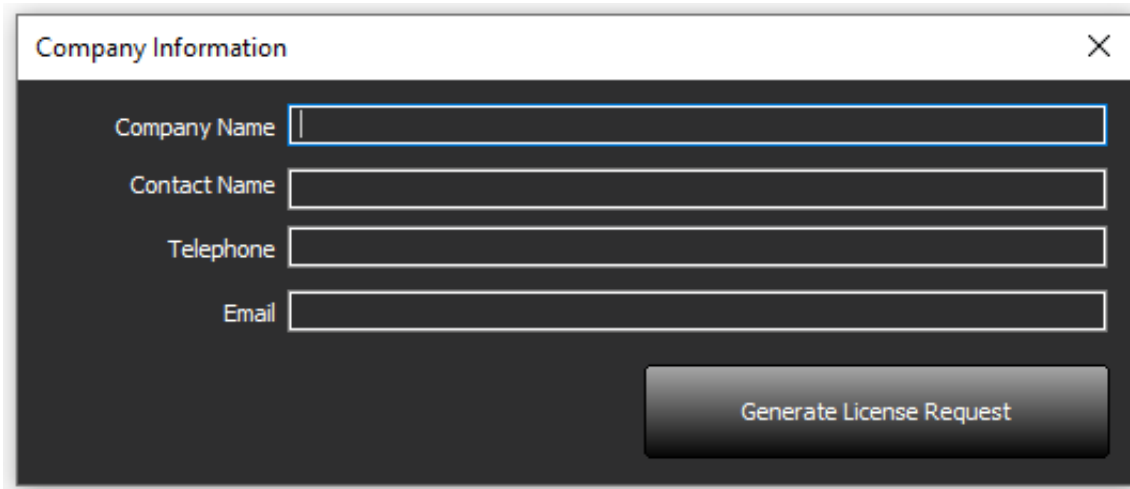 Company Information
Company Name
Contact Name
Telephone
Email
Generate License Request